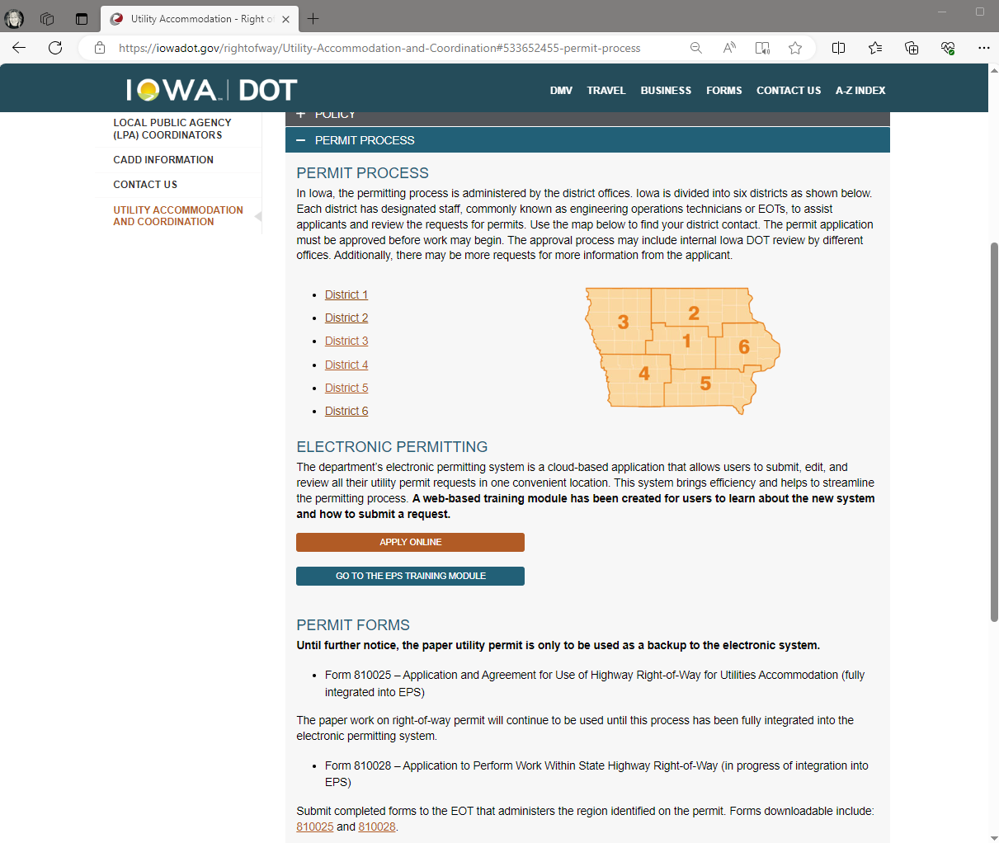 Utility Accommodation - Right o
https://iowadot.gov/rightofway/Utility-Accommodation-and-Coordination#533652455-permit-process
IOWA DOT
DMV TRAVEL BUSINESS FORMS CONTACT US A-Z INDEX
LOCAL PUBLIC AGENCY
(LPA) COORDINATORS
CADD INFORMATION
CONTACT US
UTILITY ACCOMMODATION
AND COORDINATION
+ POLICY
− PERMIT PROCESS
PERMIT PROCESS
In Iowa, the permitting process is administered by the district offices. Iowa is divided into six districts as shown below.
Each district has designated staff, commonly known as engineering operations technicians or EOTs, to assist
applicants and review the requests for permits. Use the map below to find your district contact. The permit application
must be approved before work may begin. The approval process may include internal Iowa DOT review by different
offices. Additionally, there may be more requests for more information from the applicant.
• District 1
• District 2
• District 3
• District 4
• District 5
• District 6
3
2
1
6
4
5
ELECTRONIC PERMITTING
The department's electronic permitting system is a cloud-based application that allows users to submit, edit, and
review all their utility permit requests in one convenient location. This system brings efficiency and helps to streamline
the permitting process. A web-based training module has been created for users to learn about the new system
and how to submit a request.
APPLY ONLINE
GO TO THE EPS TRAINING MODULE
PERMIT FORMS
Until further notice, the paper utility permit is only to be used as a backup to the electronic system.
• Form 810025 – Application and Agreement for Use of Highway Right-of-Way for Utilities Accommodation (fully
integrated into EPS)
The paper work on right-of-way permit will continue to be used until this process has been fully integrated into the
electronic permitting system.
• Form 810028 – Application to Perform Work Within State Highway Right-of-Way (in progress of integration into
EPS)
Submit completed forms to the EOT that administers the region identified on the permit. Forms downloadable include:
810025 and 810028.